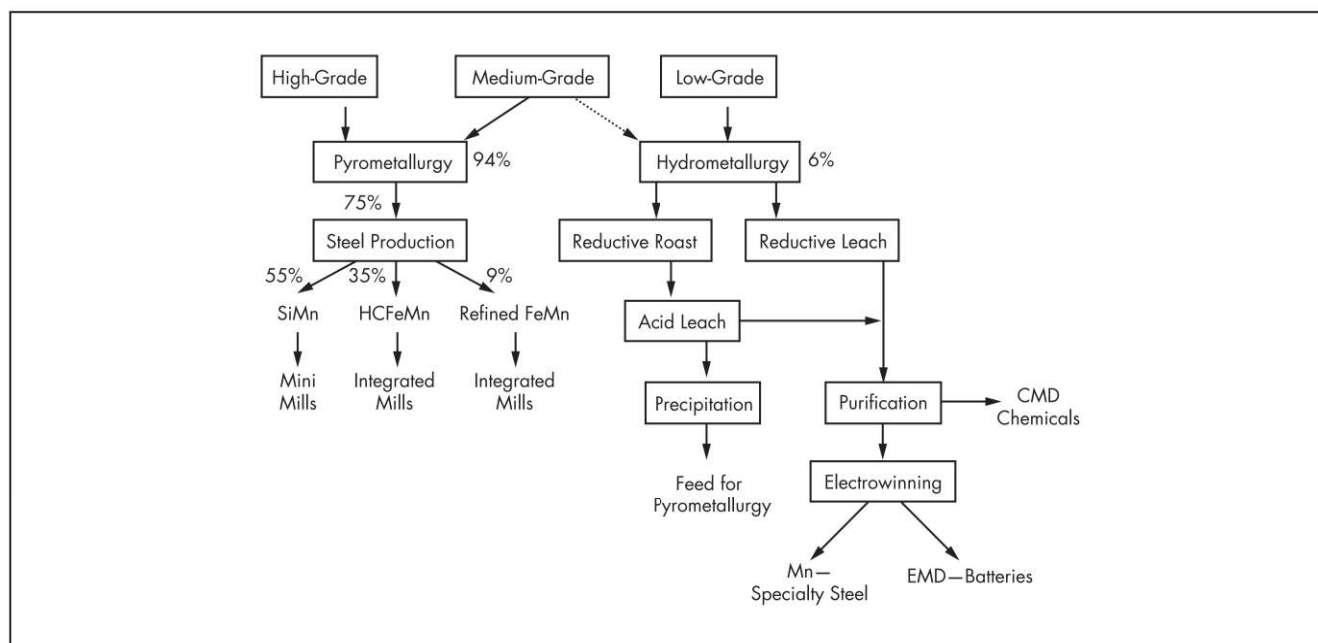 High-Grade
Medium-Grade
Low-Grade
Pyrometallurgy
94%
Hydrometallurgy
6%
75%
Steel Production
Reductive Roast
Reductive Leach
55%
35%
9%
SiMn
HCFeMn
Refined FeMn
Acid Leach
Mini
Mills
Integrated
Mills
Integrated
Mills
Precipitation
Purification
CMD
Chemicals
Feed for
Pyrometallurgy
Electrowinning
Mn—
Specialty Steel
EMD—Batteries